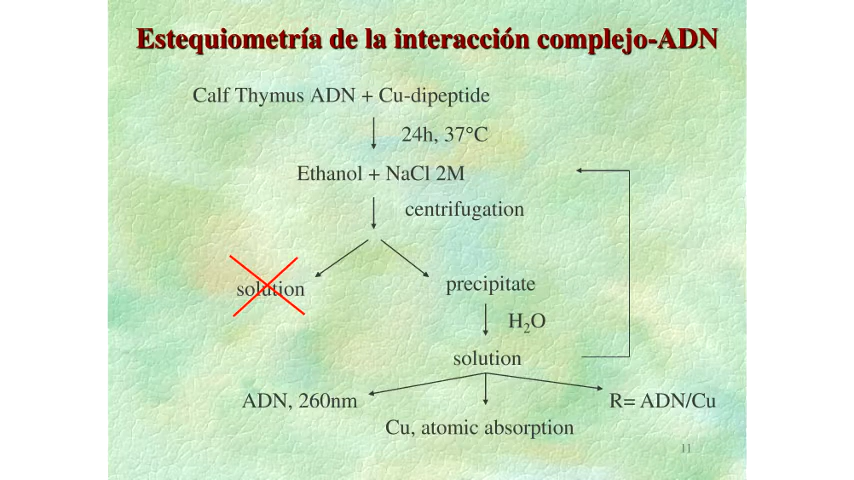 Estequiometría de la interacción complejo-ADN
Calf Thymus ADN + Cu-dipeptide
24h, 37°C
Ethanol + NaCl 2M
centrifugation
solution
precipitate
H₂O
solution
ADN, 260nm
R= ADN/Cu
Cu, atomic absorption
11